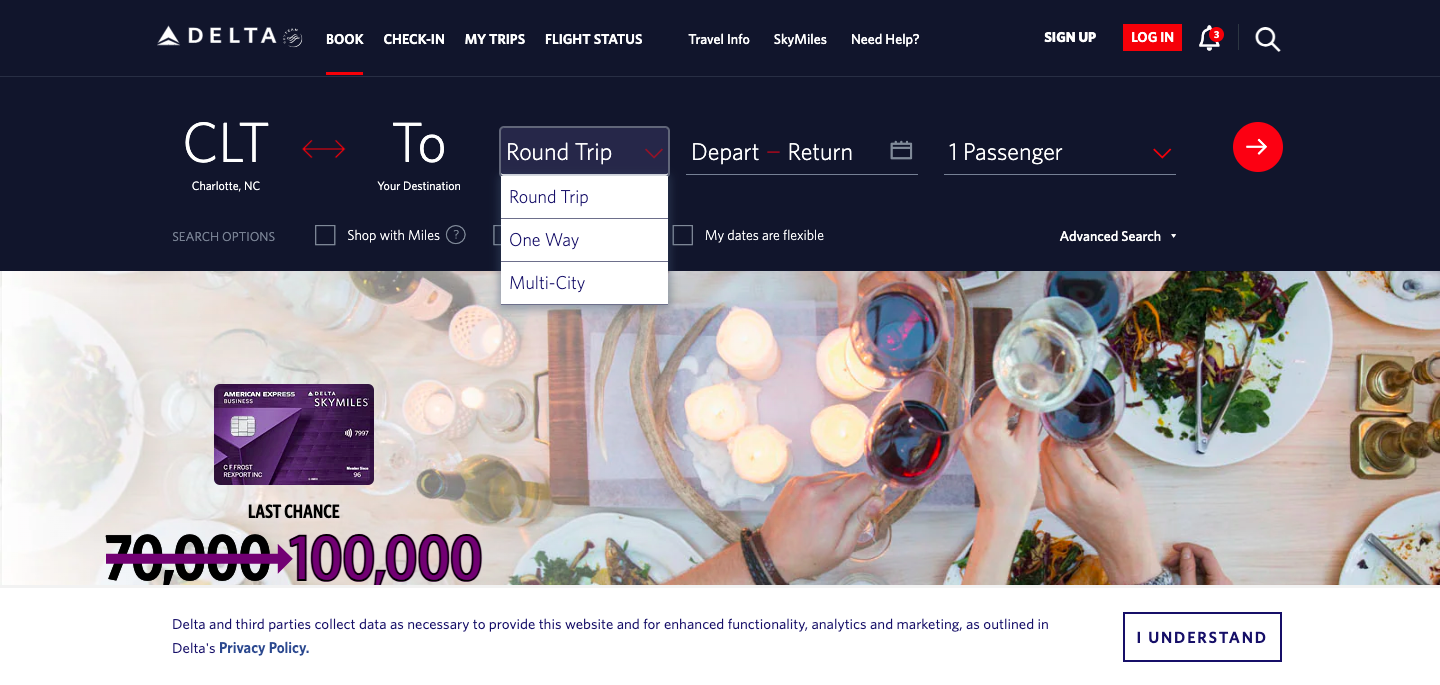 DELTA
BOOK
CHECK-IN
MY TRIPS
FLIGHT STATUS
Travel Info
SkyMiles
Need Help?
SIGN UP
LOG IN
3
CLT
Charlotte, NC
To
Your Destination
Round Trip
Depart – Return
1 Passenger
Round Trip
One Way
Multi-City
SEARCH OPTIONS
Shop with Miles ?
My dates are flexible
Advanced Search
AMERICAN EXPRESS
BUSINESS
DELTA
SKYMILES
7997
C F FROST
REXPORT INC
Member Since
96
LAST CHANCE
70,000 100,000
Delta and third parties collect data as necessary to provide this website and for enhanced functionality, analytics and marketing, as outlined in
Delta's Privacy Policy.
I UNDERSTAND